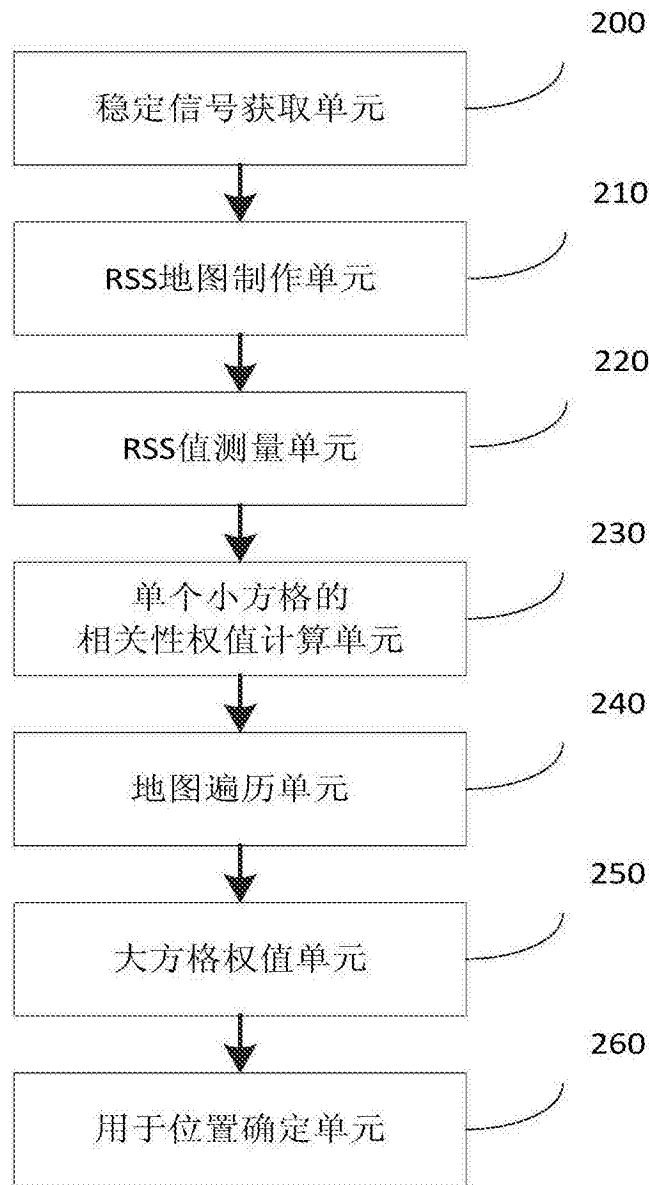 200
稳定信号获取单元
210
RSS地图制作单元
220
RSS值测量单元
230
单个小方格的
相关性权值计算单元
240
地图遍历单元
250
大方格权值单元
260
用于位置确定单元